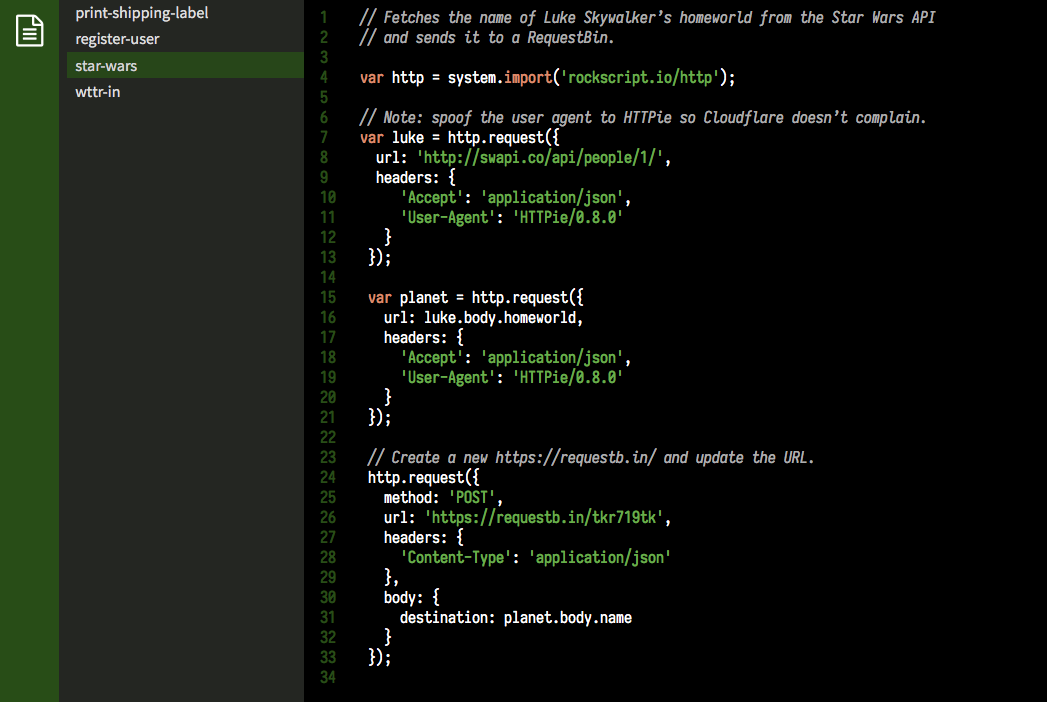 print-shipping-label
register-user
star-wars
wttr-in
1 // Fetches the name of Luke Skywalker’s homeworld from the Star Wars API
2 // and sends it to a RequestBin.
3
4 var http = system.import('rockscript.io/http');
5
6 // Note: spoof the user agent to HTTPie so Cloudflare doesn’t complain.
7 var luke = http.request({
8   url: 'http://swapi.co/api/people/1/',
9   headers: {
10      'Accept': 'application/json',
11      'User-Agent': 'HTTPie/0.8.0'
12    }
13  });
14
15  var planet = http.request({
16    url: luke.body.homeworld,
17    headers: {
18      'Accept': 'application/json',
19      'User-Agent': 'HTTPie/0.8.0'
20    }
21  });
22
23  // Create a new https://requestb.in/ and update the URL.
24  http.request({
25    method: 'POST',
26    url: 'https://requestb.in/tkr719tk',
27    headers: {
28      'Content-Type': 'application/json'
29    },
30    body: {
31      destination: planet.body.name
32    }
33  });
34